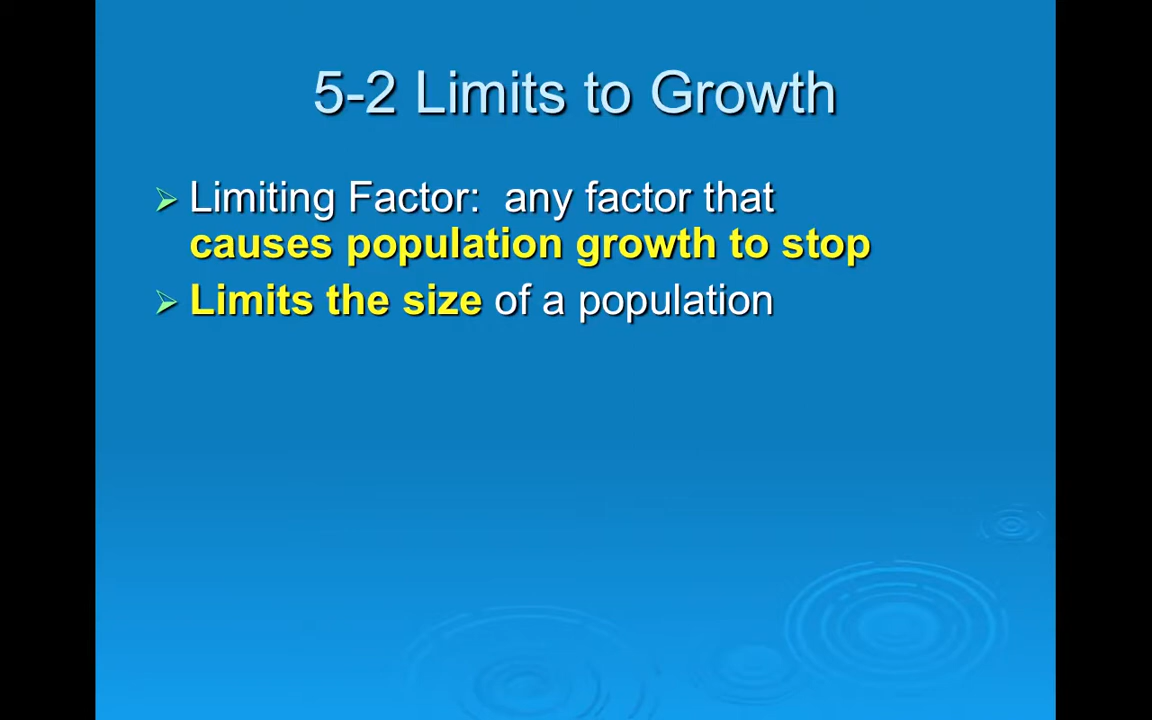 5-2 Limits to Growth
Limiting Factor:  any factor that
causes population growth to stop
Limits the size of a population